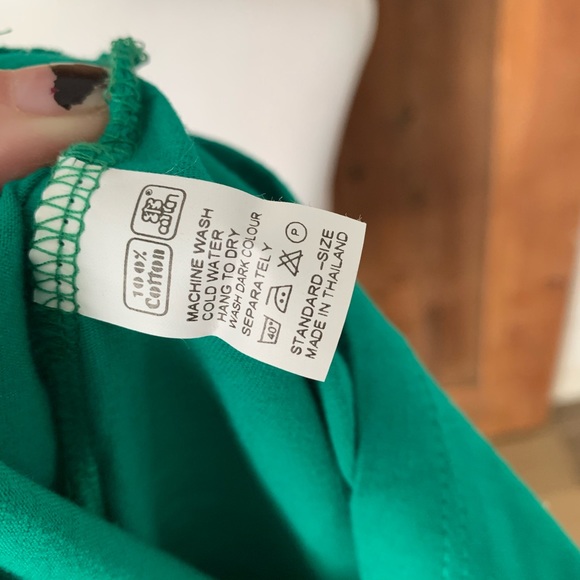 100%
Cotton
MACHINE WASH
COLD WATER
HANG TO DRY
WASH DARK COLOUR
SEPARATELY
40°
P
STANDARD-SIZE
MADE IN THAILAND